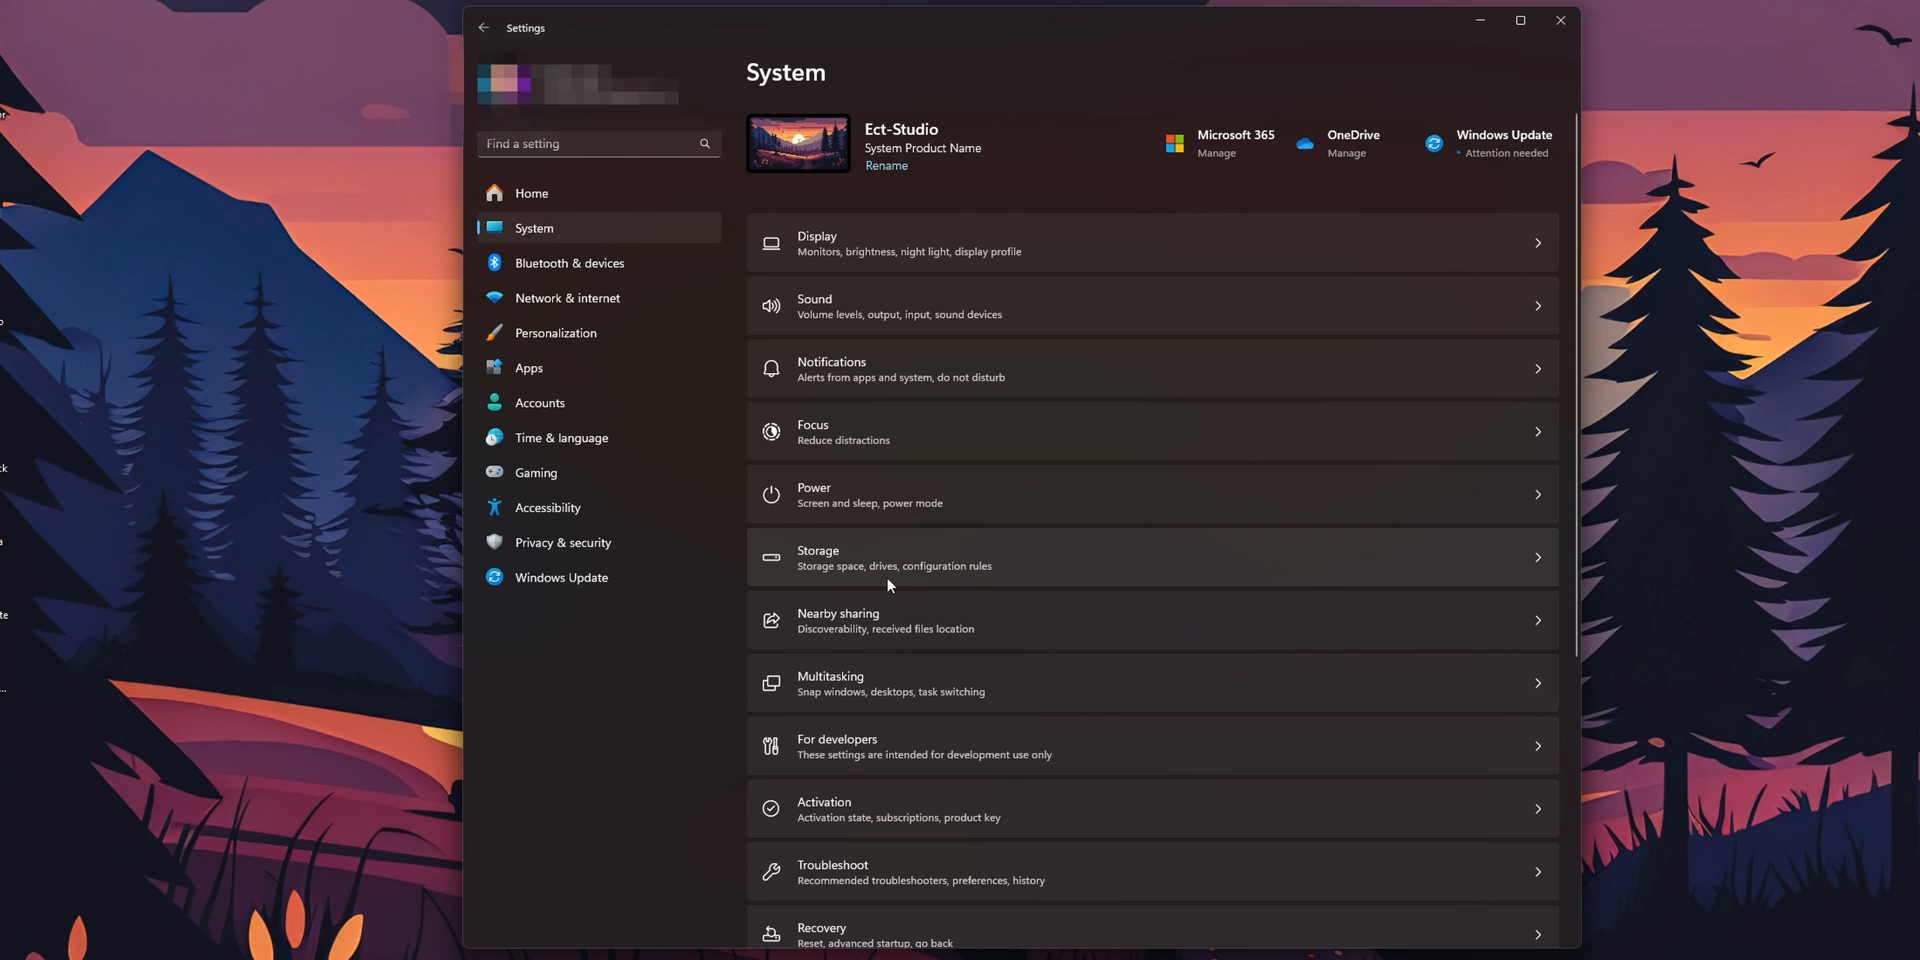 Settings
System
Find a setting
Ect-Studio
System Product Name
Rename
Microsoft 365
Manage
OneDrive
Manage
Windows Update
• Attention needed
Home
System
Bluetooth & devices
Network & internet
Personalization
Apps
Accounts
Time & language
Gaming
Accessibility
Privacy & security
Windows Update
Display
Monitors, brightness, night light, display profile
Sound
Volume levels, output, input, sound devices
Notifications
Alerts from apps and system, do not disturb
Focus
Reduce distractions
Power
Screen and sleep, power mode
Storage
Storage space, drives, configuration rules
Nearby sharing
Discoverability, received files location
Multitasking
Snap windows, desktops, task switching
For developers
These settings are intended for development use only
Activation
Activation state, subscriptions, product key
Troubleshoot
Recommended troubleshooters, preferences, history
Recovery
Reset, advanced startup, go back